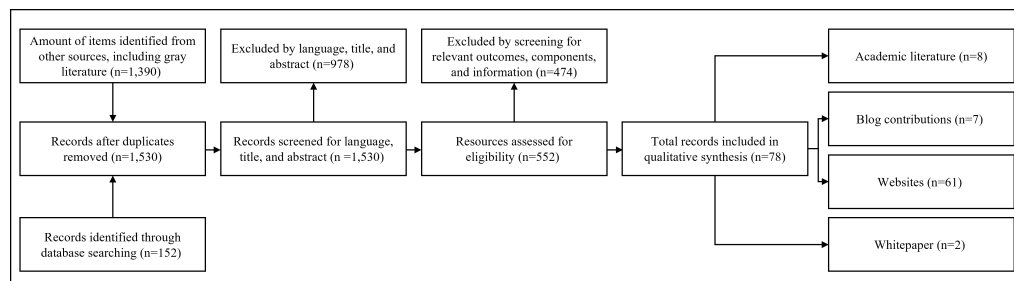 Amount of items identified from
other sources, including gray
literature (n=1,390)
Excluded by language, title, and
abstract (n=978)
Excluded by screening for
relevant outcomes, components,
and information (n=474)
Academic literature (n=8)
Records after duplicates
removed (n=1,530)
Records screened for language,
title, and abstract (n =1,530)
Resources assessed for
eligibility (n=552)
Total records included in
qualitative synthesis (n=78)
Blog contributions (n=7)
Websites (n=61)
Records identified through
database searching (n=152)
Whitepaper (n=2)